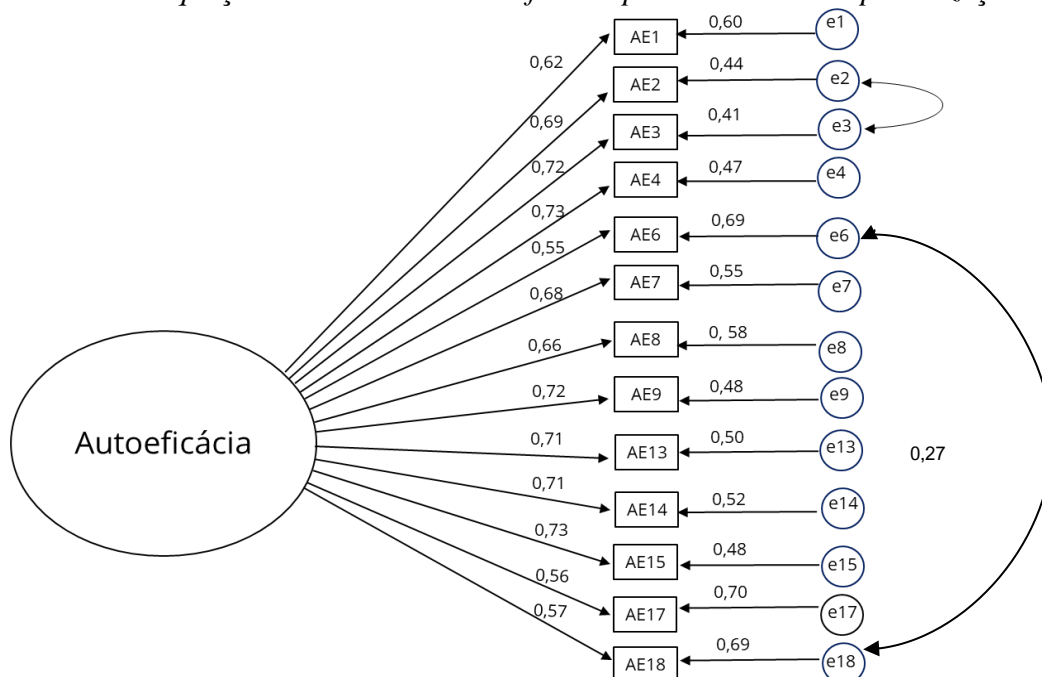 AE1 0,60 e1
0,62
AE2 0,44 e2
0,69
AE3 0,41 e3
0,72
AE4 0,47 e4
0,73
AE6 0,69 e6
0,55
AE7 0,55 e7
0,68
AE8 0, 58 e8
0,66
AE9 0,48 e9
0,72
Autoeficácia
AE13 0,50 e13
0,71
0,27
AE14 0,52 e14
0,71
AE15 0,48 e15
0,73
AE17 0,70 e17
0,56
AE18 0,69 e18
0,57